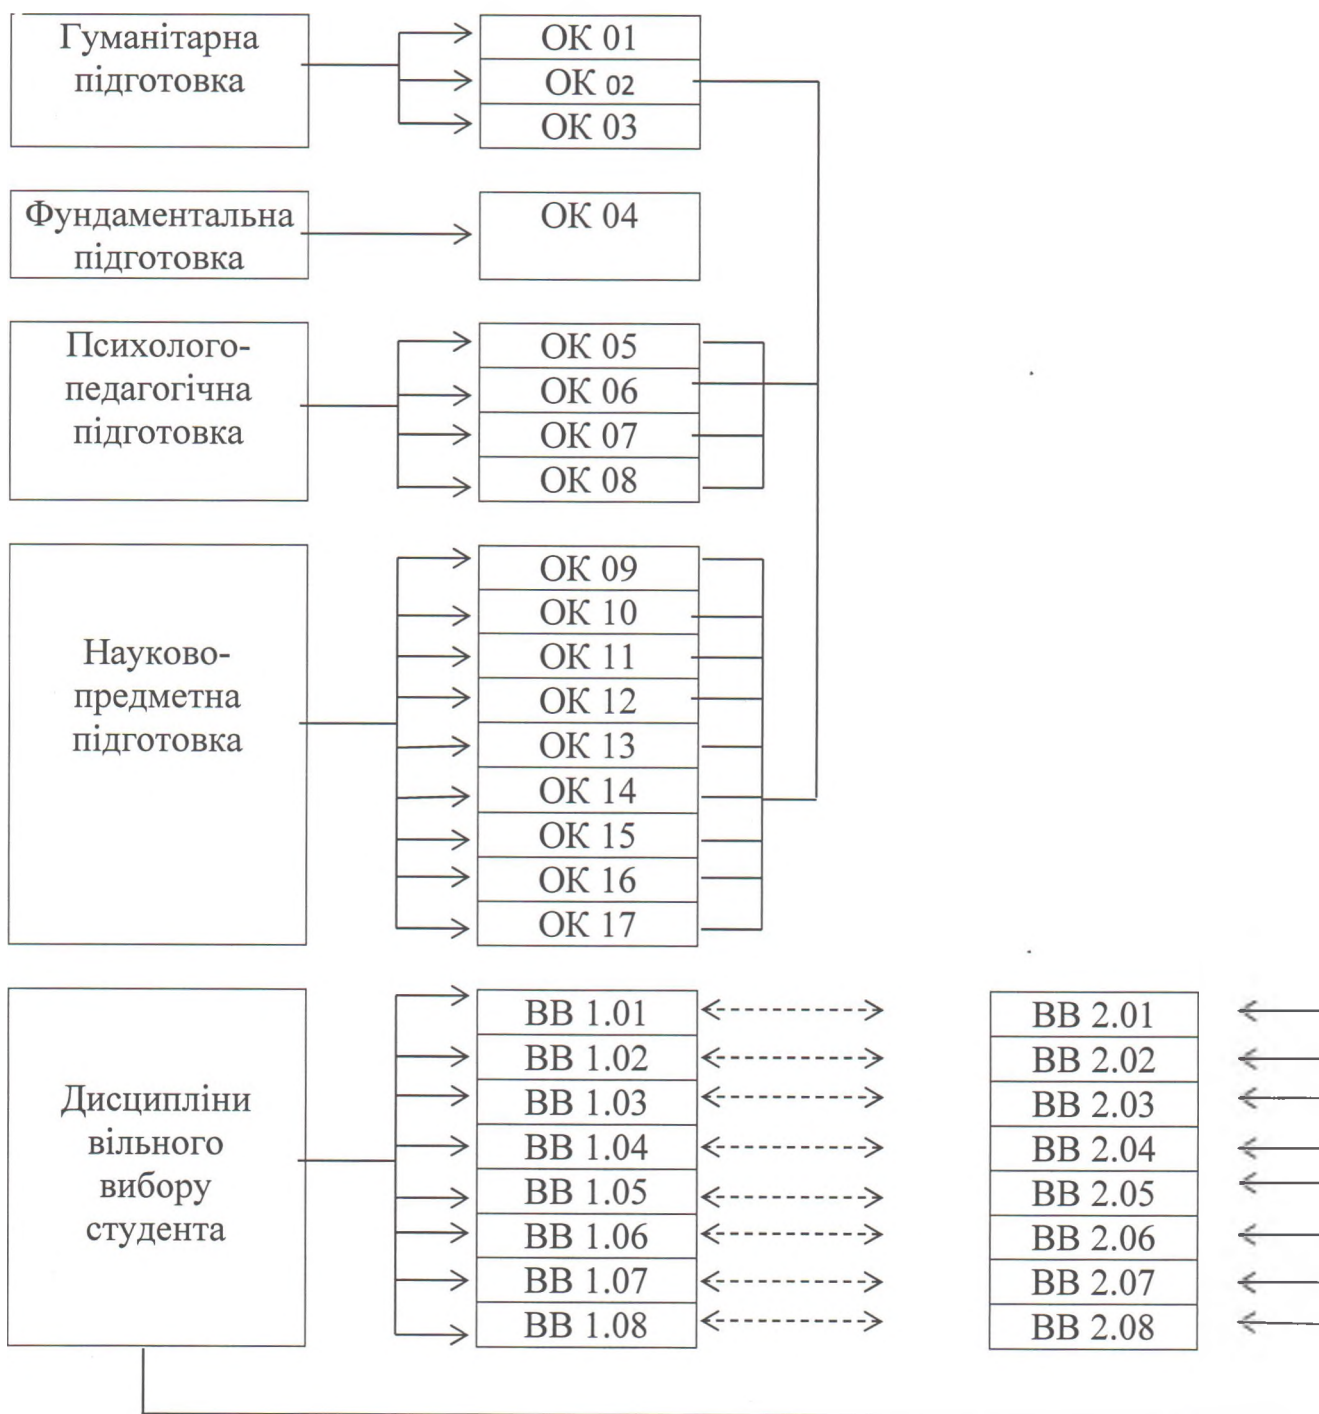 Гуманітарна
підготовка
ОК 01
ОК 02
ОК 03
Фундаментальна
підготовка
ОК 04
Психолого-
педагогічна
підготовка
ОК 05
ОК 06
ОК 07
ОК 08
Науково-
предметна
підготовка
ОК 09
ОК 10
ОК 11
ОК 12
ОК 13
ОК 14
ОК 15
ОК 16
ОК 17
Дисципліни
вільного
вибору
студента
ВВ 1.01
ВВ 1.02
ВВ 1.03
ВВ 1.04
ВВ 1.05
ВВ 1.06
ВВ 1.07
ВВ 1.08
ВВ 2.01
ВВ 2.02
ВВ 2.03
ВВ 2.04
ВВ 2.05
ВВ 2.06
ВВ 2.07
ВВ 2.08